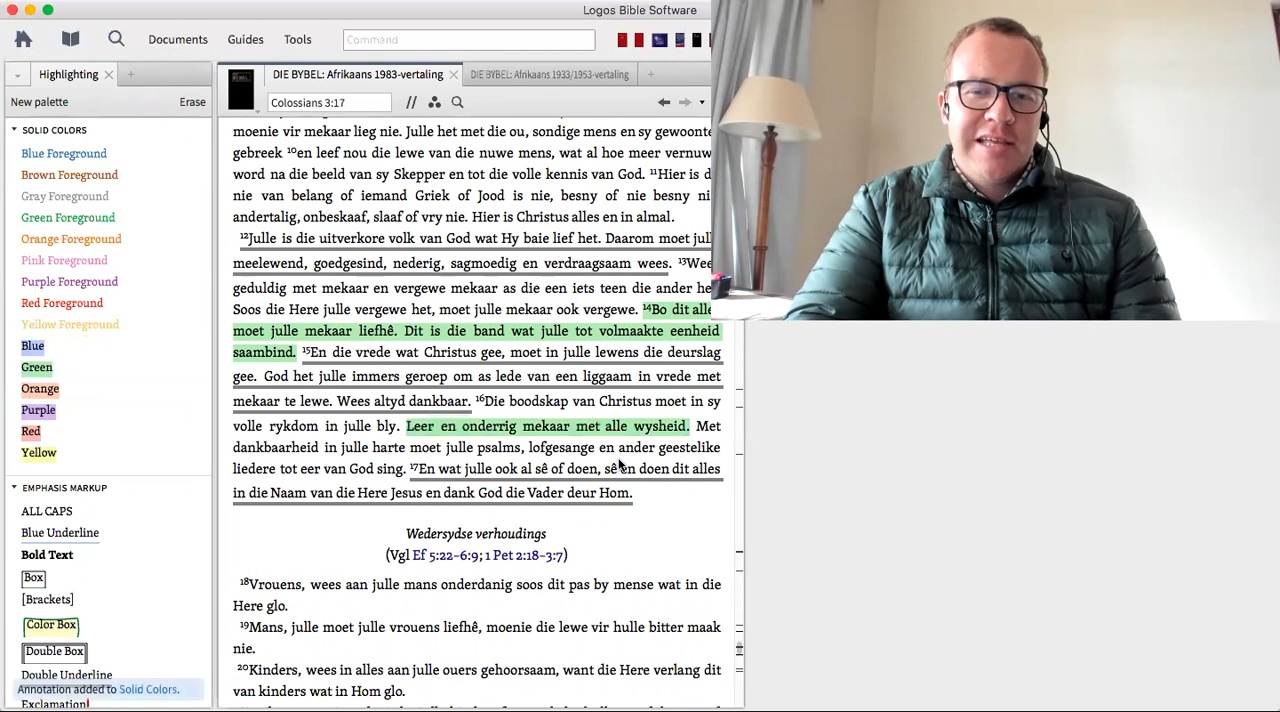 Logos Bible Software
Documents Guides Tools Command
Highlighting
DIE BYBEL: Afrikaans 1983-vertaling
DIE BYBEL: Afrikaans 1933/1953-vertaling
New palette Erase
Colossians 3:17
SOLID COLORS
Blue Foreground
Brown Foreground
Gray Foreground
Green Foreground
Orange Foreground
Pink Foreground
Purple Foreground
Red Foreground
Yellow Foreground
Blue
Green
Orange
Purple
Red
Yellow
EMPHASIS MARKUP
ALL CAPS
Blue Underline
Bold Text
Box
[Brackets]
Color Box
Double Box
Double Underline
Annotation added to Solid Colors.
Exclamation!
moenie vir mekaar lieg nie. Julle het met die ou, sondige mens en sy gewoonte
gebreek ¹⁰en leef nou die lewe van die nuwe mens, wat al hoe meer vernuw
word na die beeld van sy Skepper en tot die volle kennis van God. ¹¹Hier is d
nie van belang of iemand Griek of Jood is nie, besny of nie besny ni
andertalig, onbeskaaf, slaaf of vry nie. Hier is Christus alles en in almal.
¹²Julle is die uitverkore volk van God wat Hy baie lief het. Daarom moet jull
meelewend, goedgesind, nederig, sagmoedig en verdraagsaam wees. ¹³Wee
geduldig met mekaar en vergewe mekaar as die een iets teen die ander he
Soos die Here julle vergewe het, moet julle mekaar ook vergewe. ¹⁴Bo dit alle
moet julle mekaar liefhê. Dit is die band wat julle tot volmaakte eenheid
saambind. ¹⁵En die vrede wat Christus gee, moet in julle lewens die deurslag
gee. God het julle immers geroep om as lede van een liggaam in vrede met
mekaar te lewe. Wees altyd dankbaar. ¹⁶Die boodskap van Christus moet in sy
volle rykdom in julle bly. Leer en onderrig mekaar met alle wysheid. Met
dankbaarheid in julle harte moet julle psalms, lofgesange en ander geestelike
liedere tot eer van God sing. ¹⁷En wat julle ook al sê of doen, sê en doen dit alles
in die Naam van die Here Jesus en dank God die Vader deur Hom.
Wedersydse verhoudings
(Vgl Ef 5:22–6:9; 1 Pet 2:18–3:7)
¹⁸Vrouens, wees aan julle mans onderdanig soos dit pas by mense wat in die
Here glo.
¹⁹Mans, julle moet julle vrouens liefhê, moenie die lewe vir hulle bitter maak
nie.
²⁰Kinders, wees in alles aan julle ouers gehoorsaam, want die Here verlang dit
van kinders wat in Hom glo.